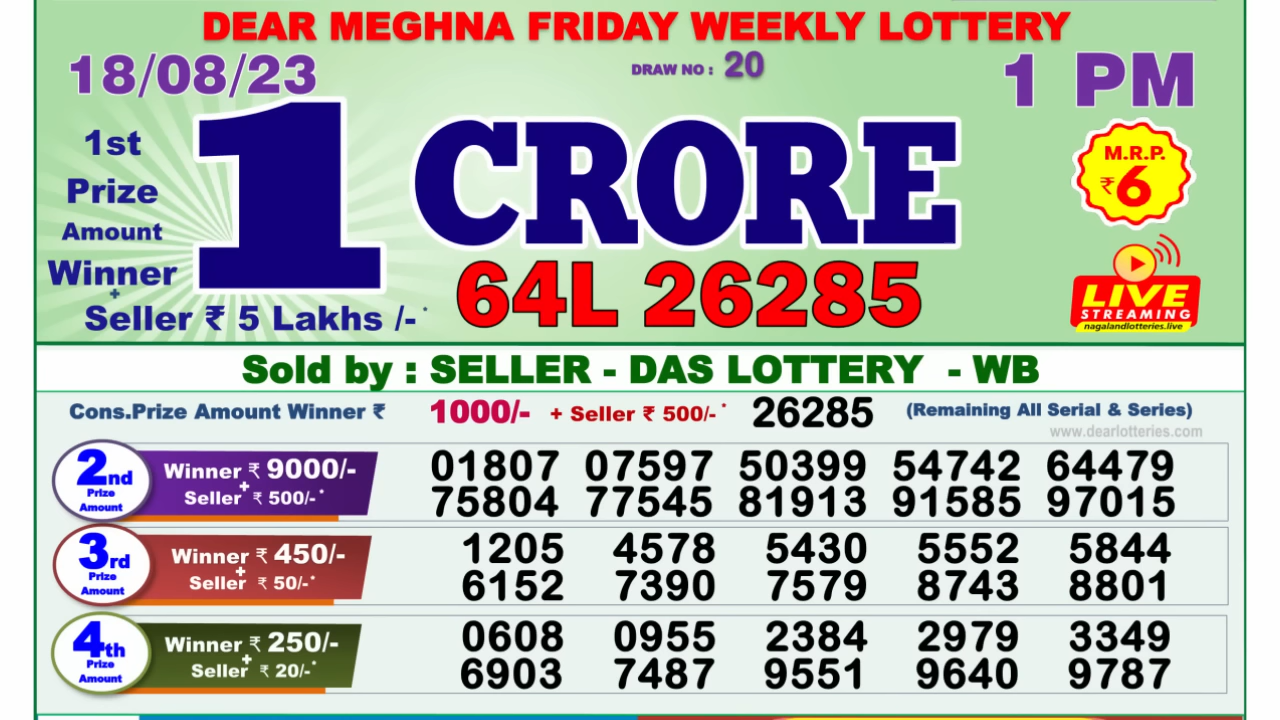 DEAR MEGHNA FRIDAY WEEKLY LOTTERY
18/08/23
DRAW NO : 20
1 PM
1st
Prize
Amount
Winner
+
Seller ₹ 5 Lakhs /-*
1 CRORE
64L 26285
M.R.P.
₹6
LIVE
STREAMING
nagalandlotteries.live
Sold by : SELLER - DAS LOTTERY - WB
Cons.Prize Amount Winner ₹ 1000/- + Seller ₹ 500/-* 26285 (Remaining All Serial & Series)
www.dearlotteries.com
2nd
Prize
Amount
Winner ₹ 9000/-
+
Seller ₹ 500/-*
01807 07597 50399 54742 64479
75804 77545 81913 91585 97015
3rd
Prize
Amount
Winner ₹ 450/-
+
Seller ₹ 50/-*
1205 4578 5430 5552 5844
6152 7390 7579 8743 8801
4th
Prize
Amount
Winner ₹ 250/-
+
Seller ₹ 20/-*
0608 0955 2384 2979 3349
6903 7487 9551 9640 9787